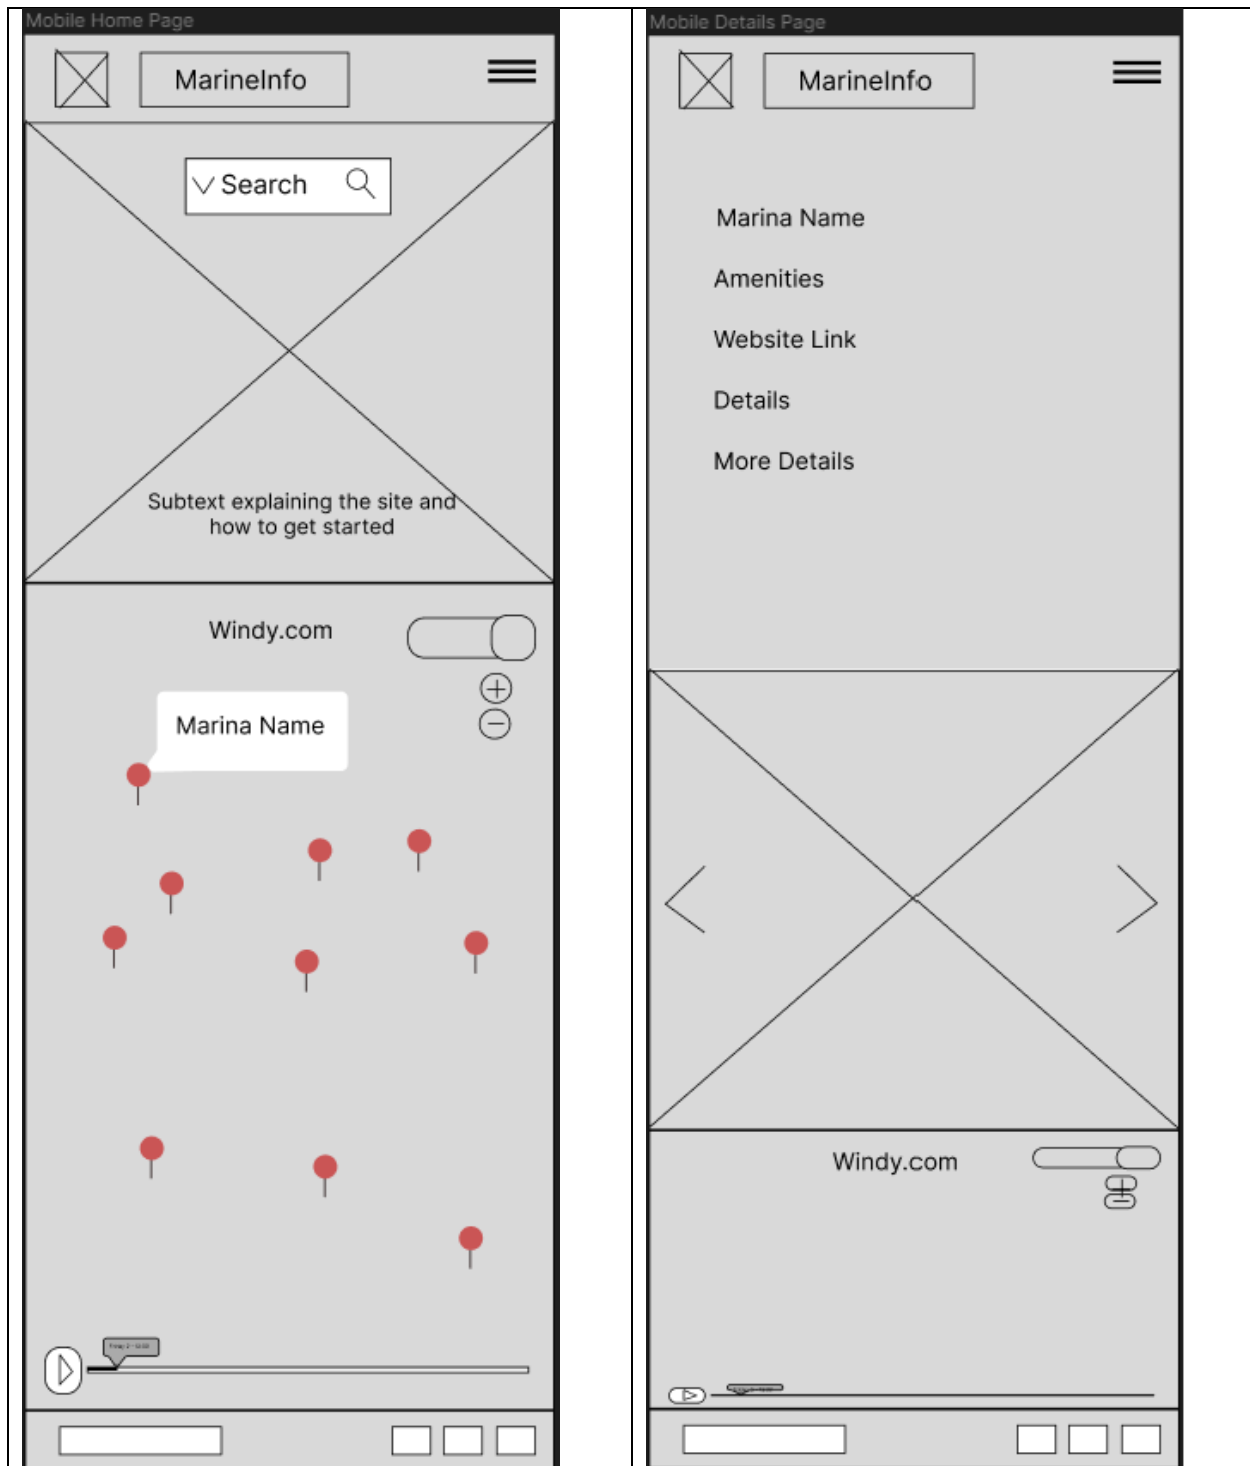 Mobile Home Page
MarineInfo
Search
Subtext explaining the site and
how to get started
Windy.com
Marina Name
Mobile Details Page
MarineInfo
Marina Name
Amenities
Website Link
Details
More Details
Windy.com